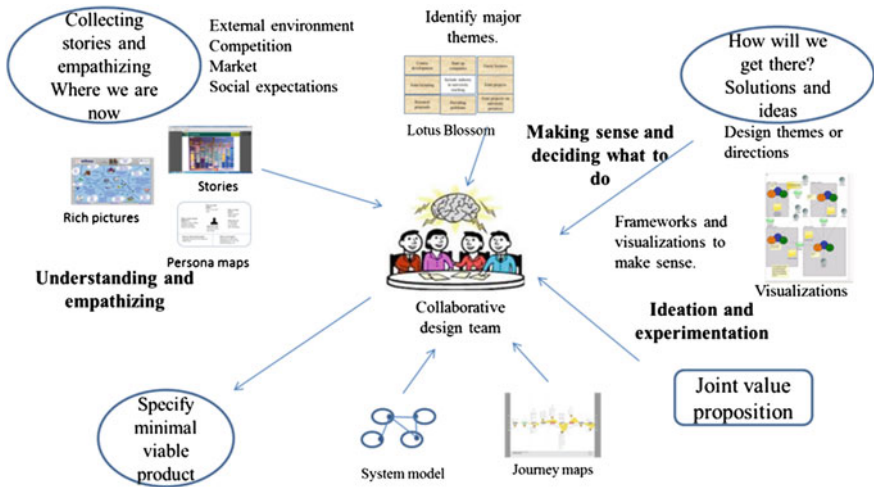 Collecting
stories and
empathizing
Where we are
now
External environment
Competition
Market
Social expectations
Identify major
themes.
Lotus Blossom
How will we
get there?
Solutions and
ideas
Design themes or
directions
Making sense and
deciding what to
do
Stories
Rich pictures
Persona maps
Understanding and
empathizing
Frameworks and
visualizations to
make sense.
Visualizations
Ideation and
experimentation
Collaborative
design team
Specify
minimal
viable
product
System model
Journey maps
Joint value
proposition